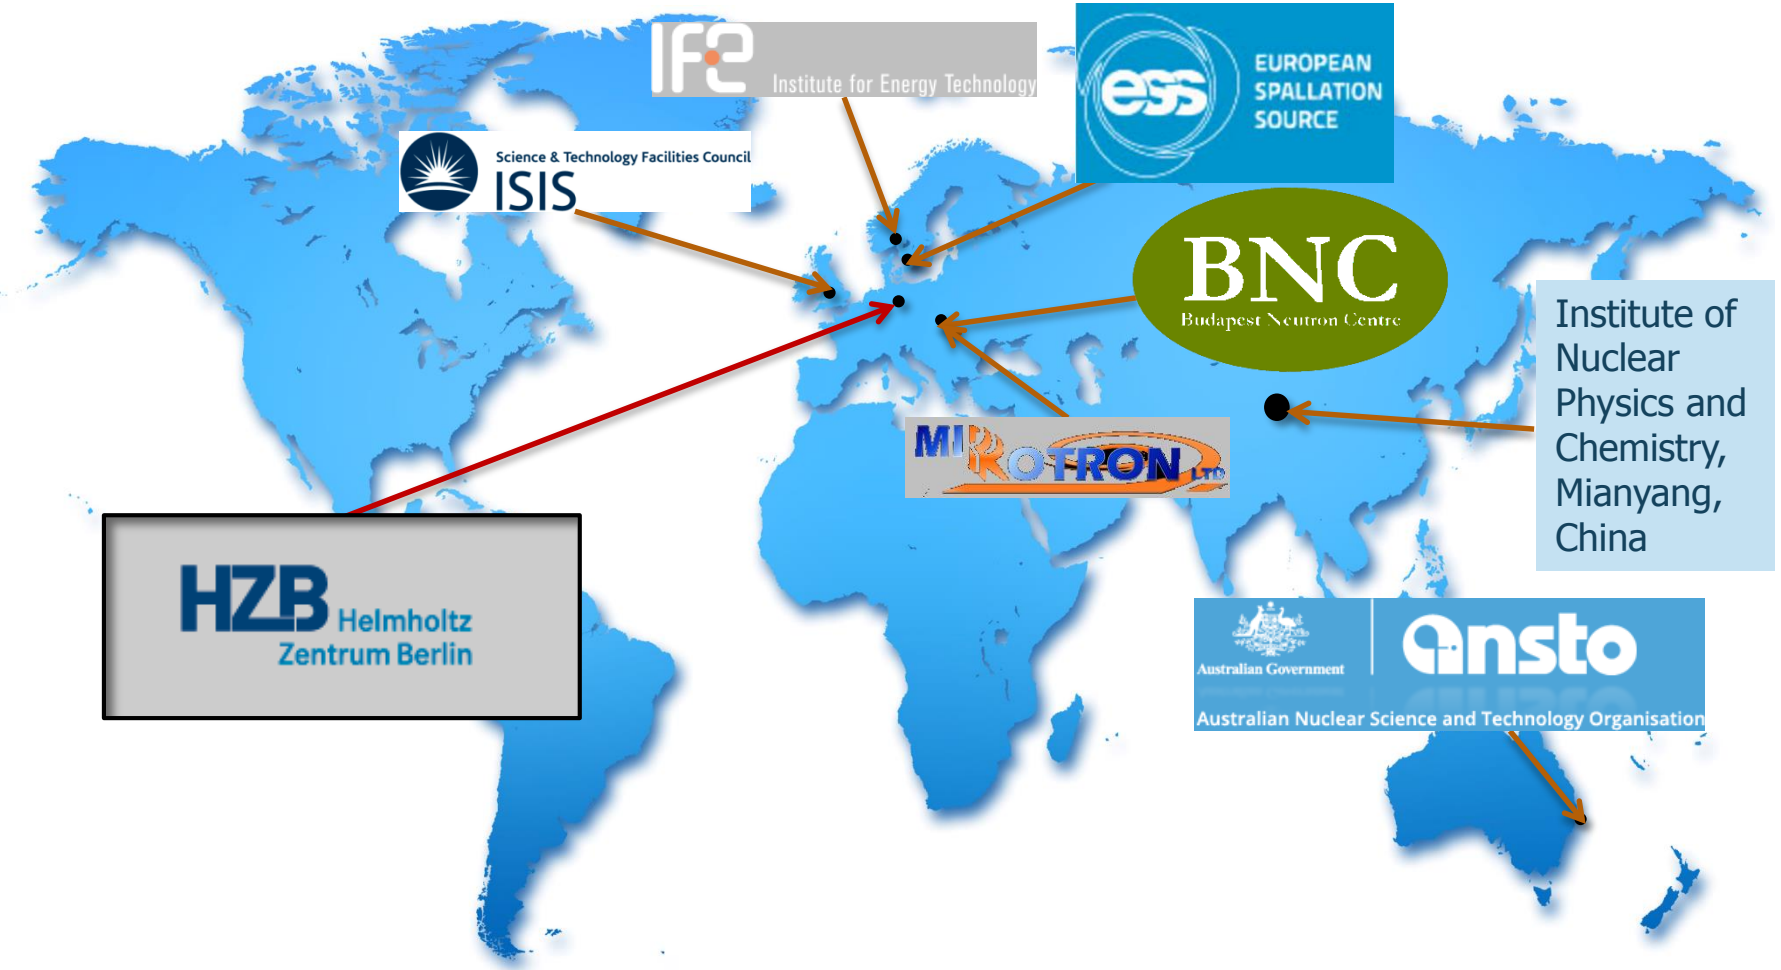 IFE
Institute for Energy Technology
ess
EUROPEAN
SPALLATION
SOURCE
Science & Technology Facilities Council
ISIS
BNC
Budapest Neutron Centre
Institute of
Nuclear
Physics and
Chemistry,
Mianyang,
China
MIRROTRON LTD
HZB Helmholtz
Zentrum Berlin
Australian Government
ansto
Australian Nuclear Science and Technology Organisation